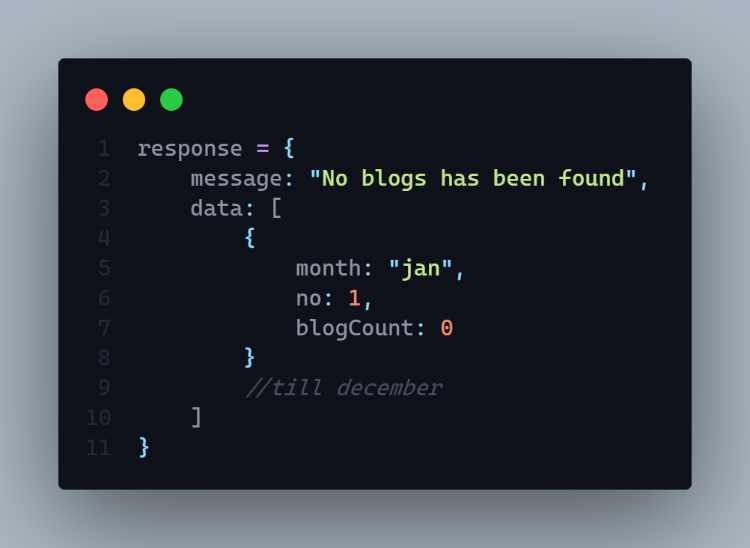 1 response = {
2 message: "No blogs has been found",
3 data: [
4 {
5 month: "jan",
6 no: 1,
7 blogCount: 0
8 }
9 //till december
10 ]
11 }